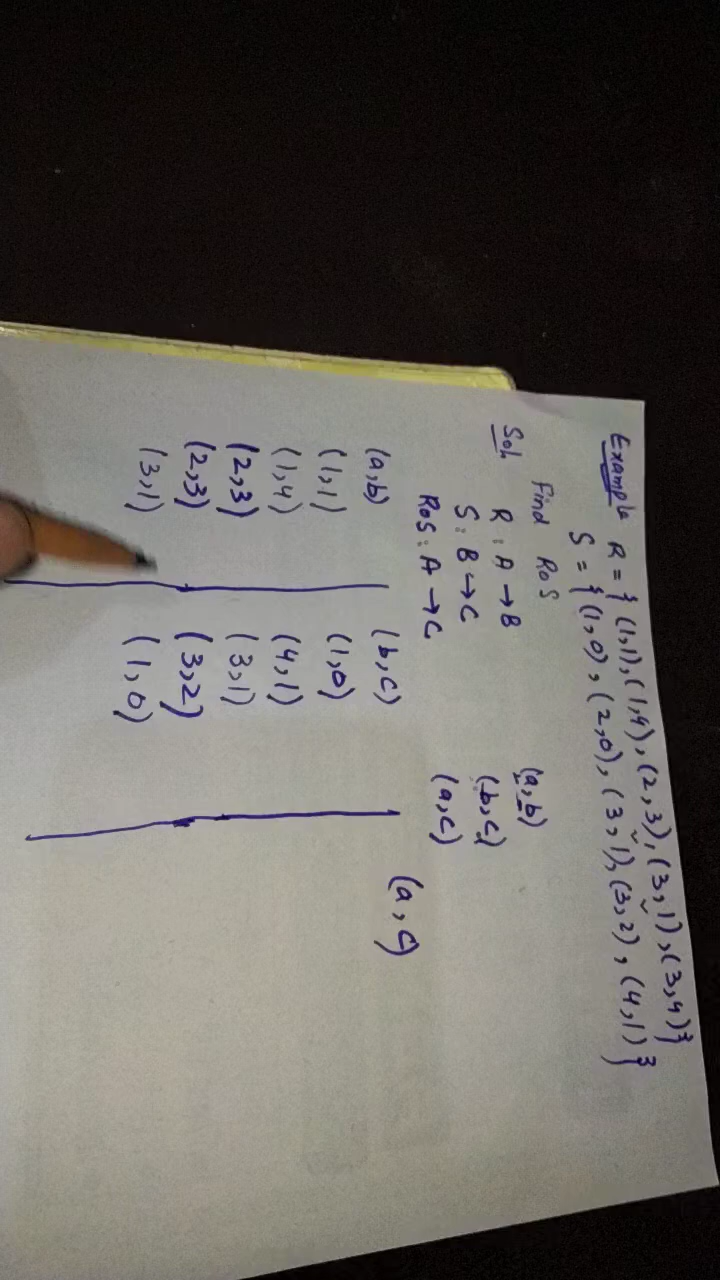 Example R = { (1,1), (1,4), (2,3), (3,1), (3,4)}
S = { (1,0), (2,0), (3,1), (3,2), (4,1) }
Find RoS
Sol R : A → B (a,b)
S : B → C (b,c)
RoS : A → C (a,c)
(a,b) (b,c) (a,c)
(1,1) (1,0)
(1,4) (4,1)
(2,3) (3,1)
(2,3) (3,2)
(3,1) (1,0)